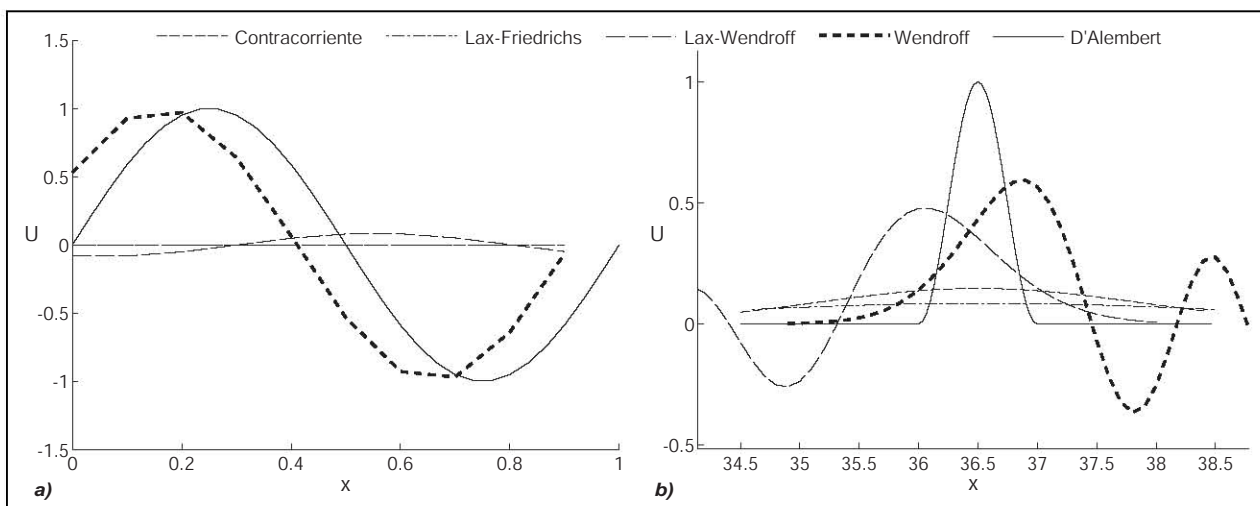 Contracorriente Lax-Friedrichs Lax-Wendroff Wendroff D'Alembert
1.5
1
0.5
U
0
-0.5
-1
-1.5
0 0.2 0.4 0.6 0.8 1
x
a)
1
0.5
U
0
-0.5
34.5 35 35.5 36 36.5 37 37.5 38 38.5
x
b)